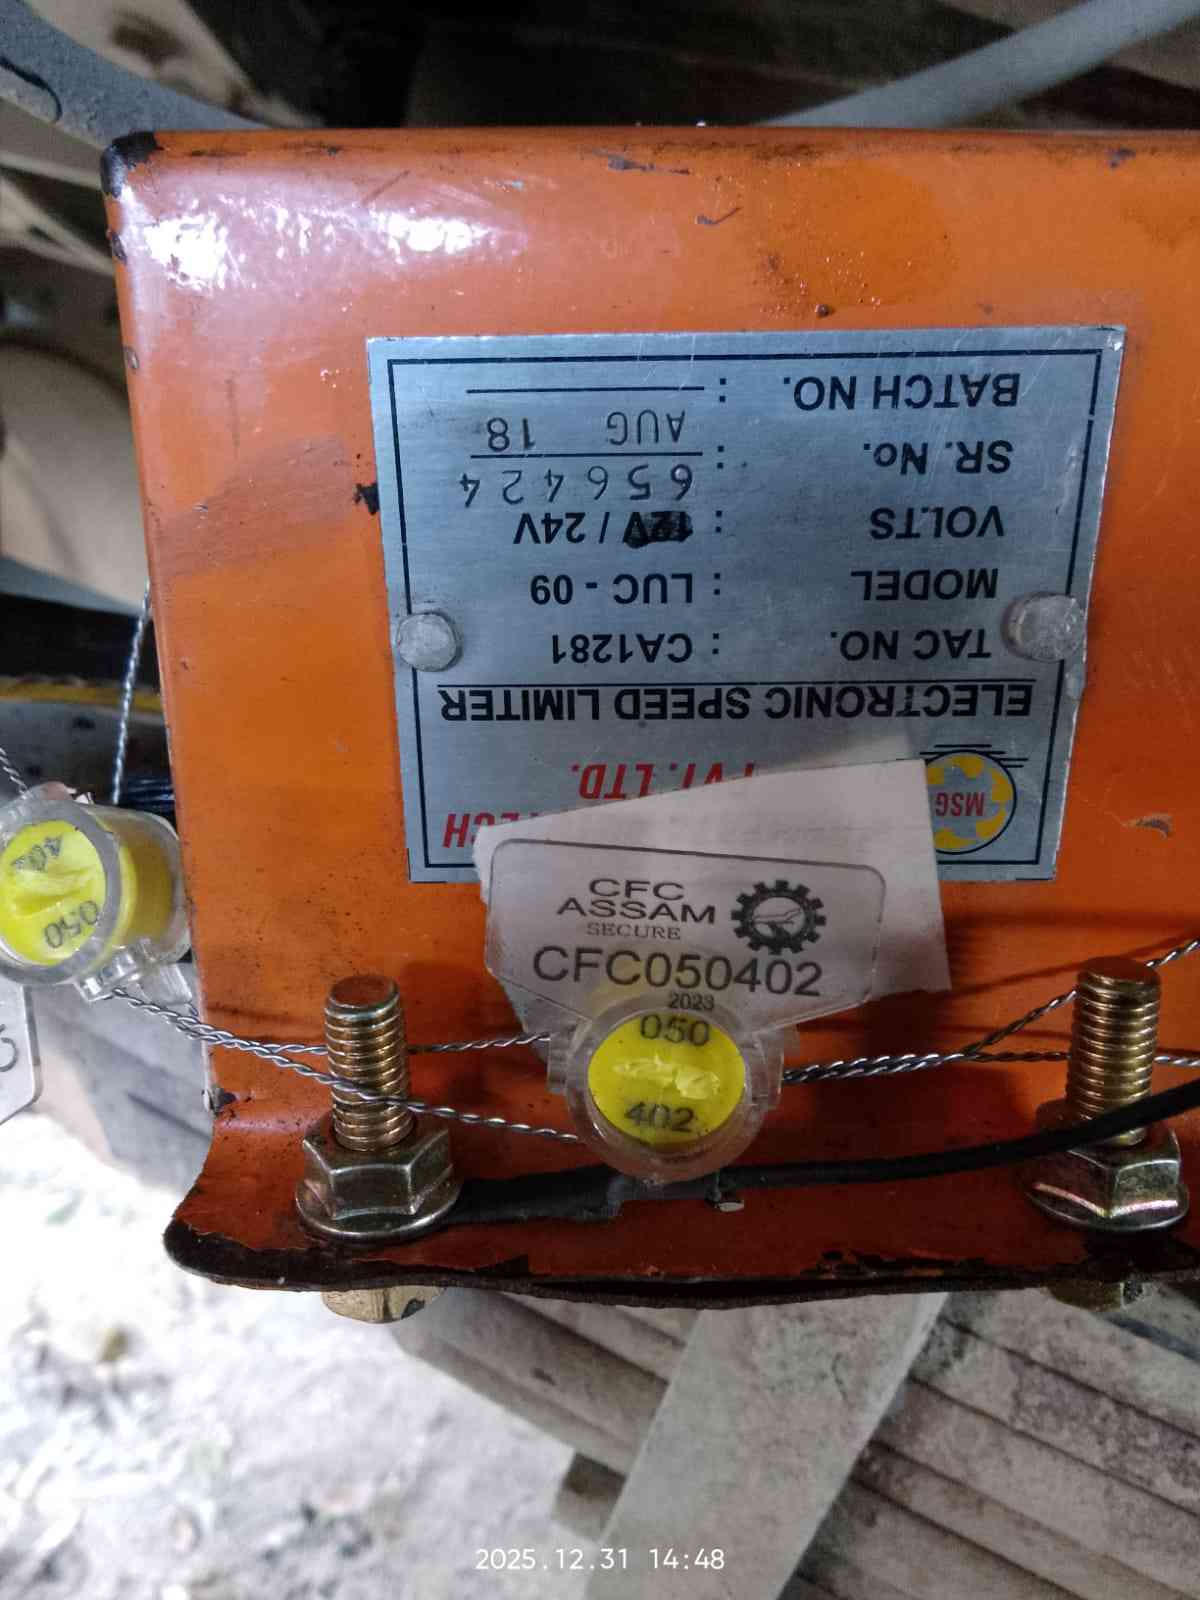 MSG
PVT. LTD.
ELECTRONIC SPEED LIMITER
TAC NO. : CA1281
MODEL : LUC - 09
VOLTS : 12V / 24V
656424
SR. No. :
AUG 18
BATCH NO. :
CFC
ASSAM
SECURE
CFC050402
2023
050
402
402
050
2025.12.31 14:48